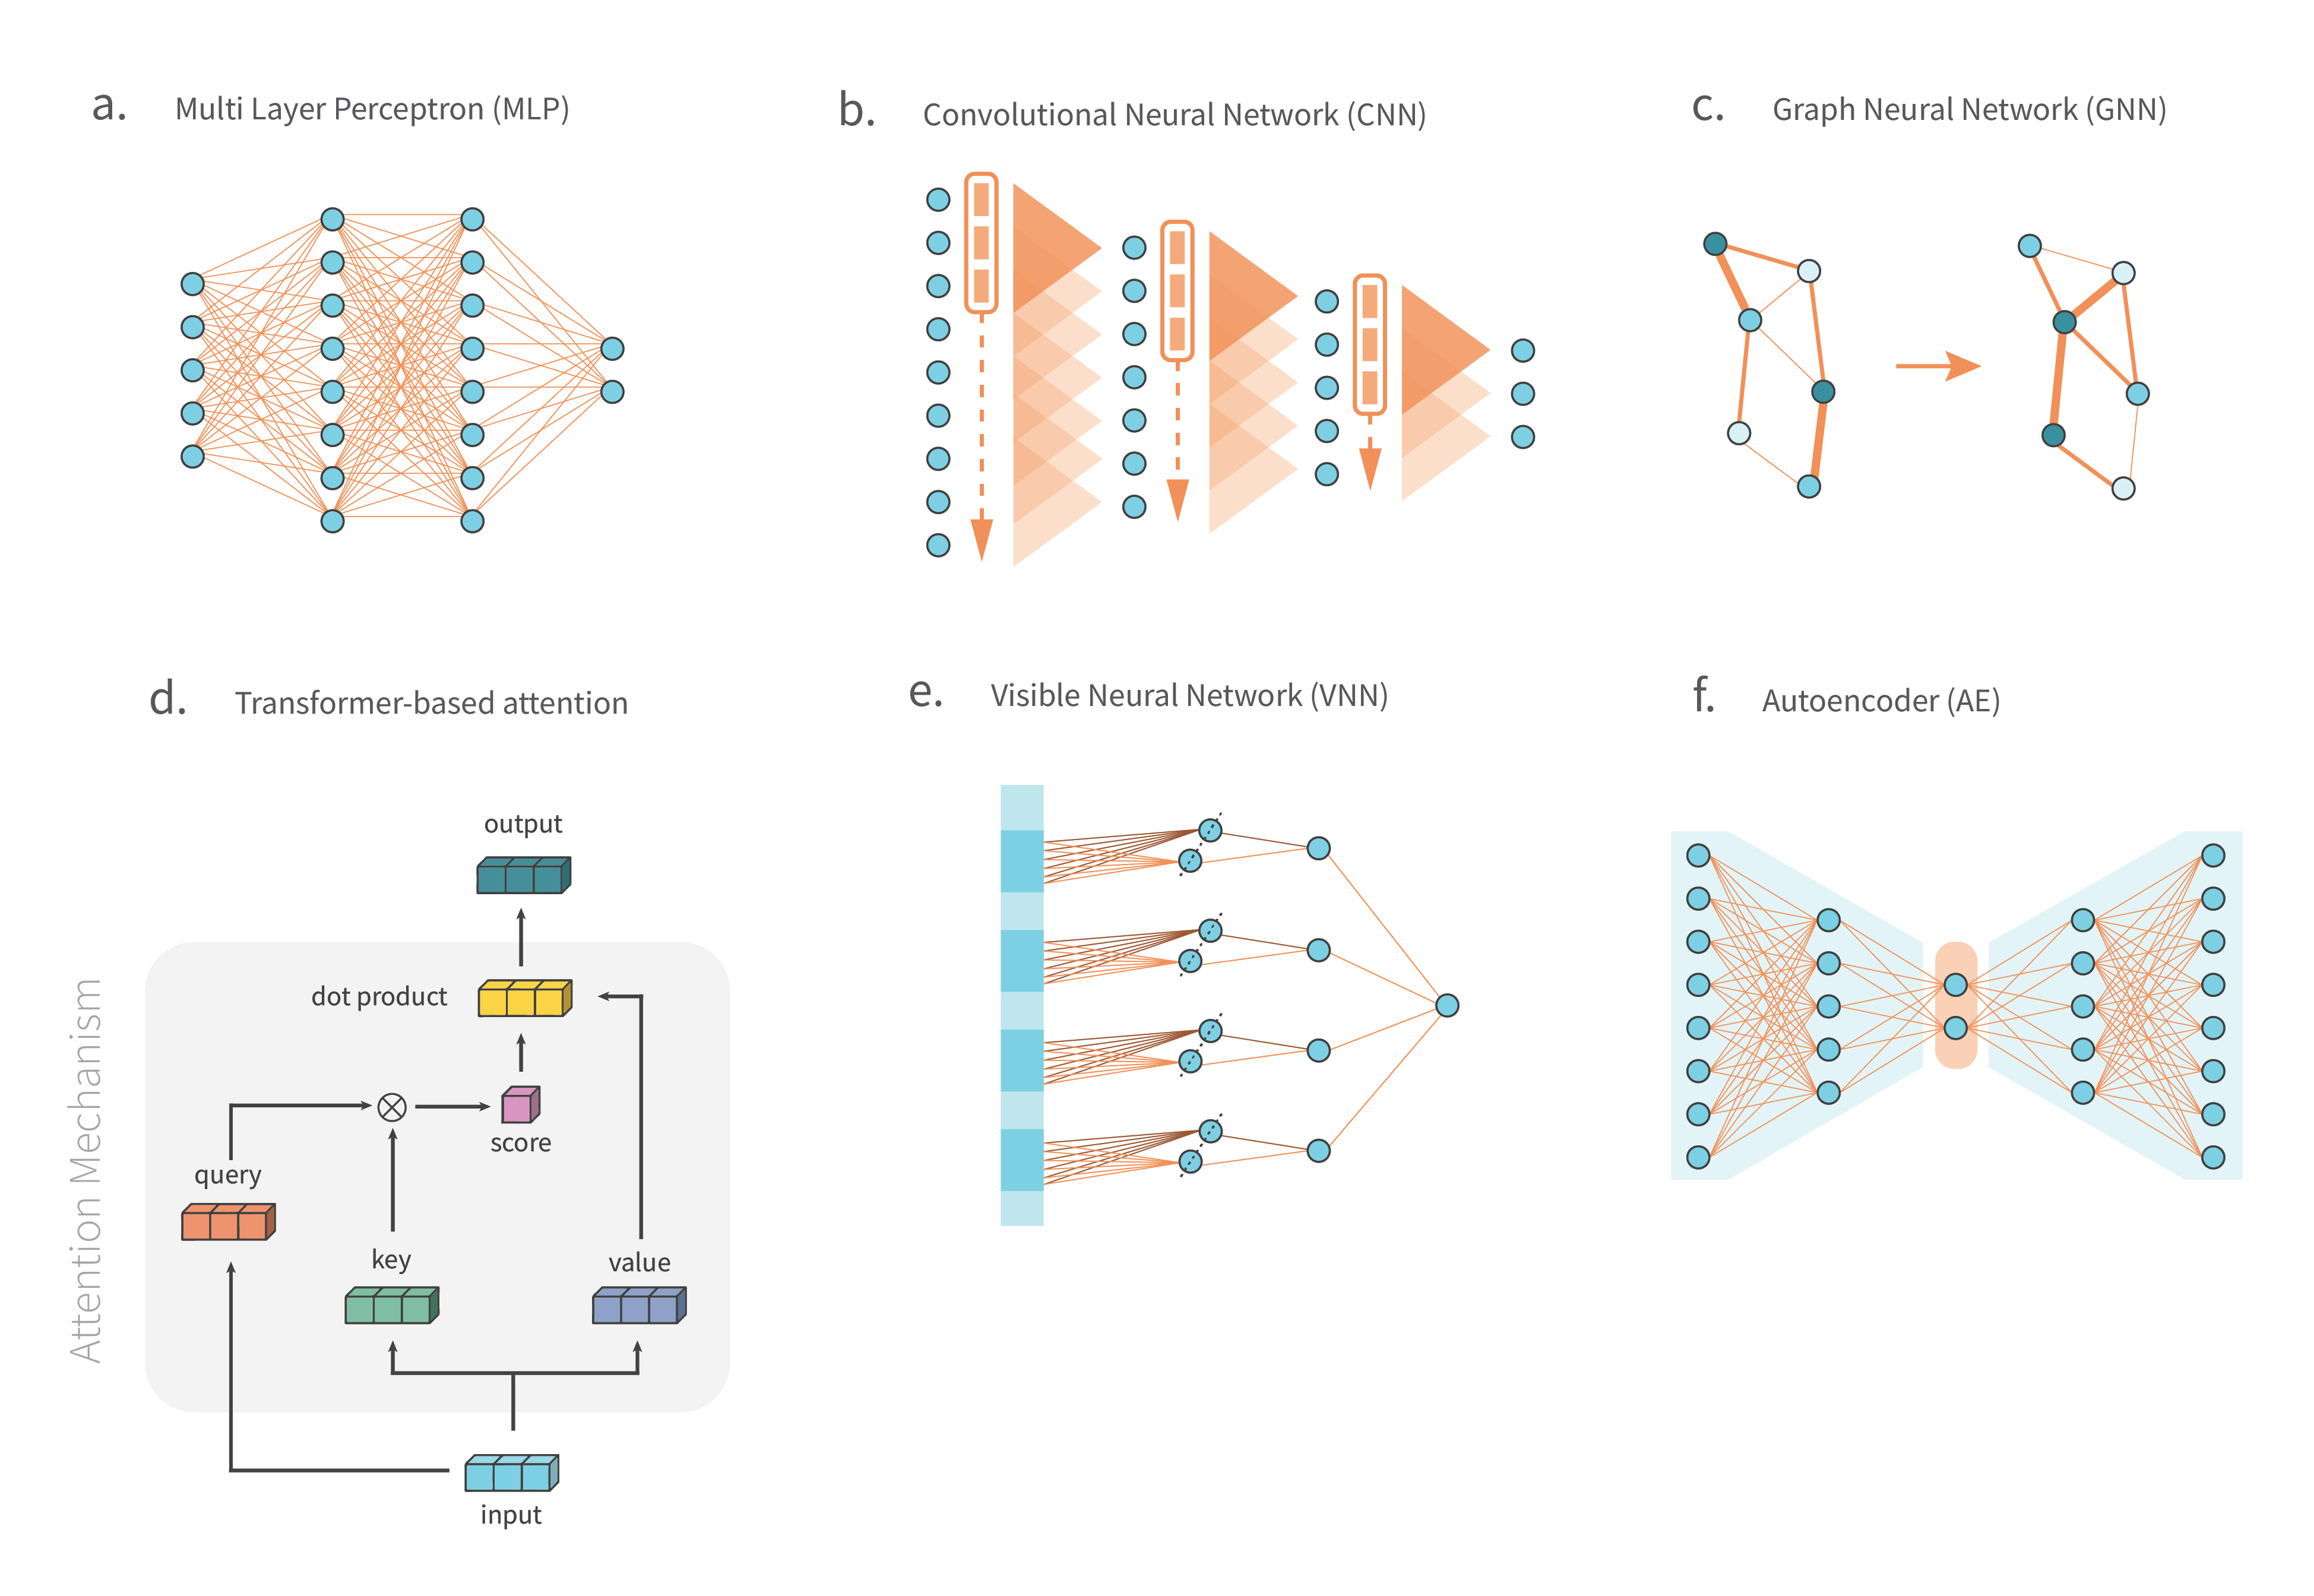 a. Multi Layer Perceptron (MLP)
b. Convolutional Neural Network (CNN)
c. Graph Neural Network (GNN)
d. Transformer-based attention
output
dot product
score
query
key
value
input
Attention Mechanism
e. Visible Neural Network (VNN)
f. Autoencoder (AE)